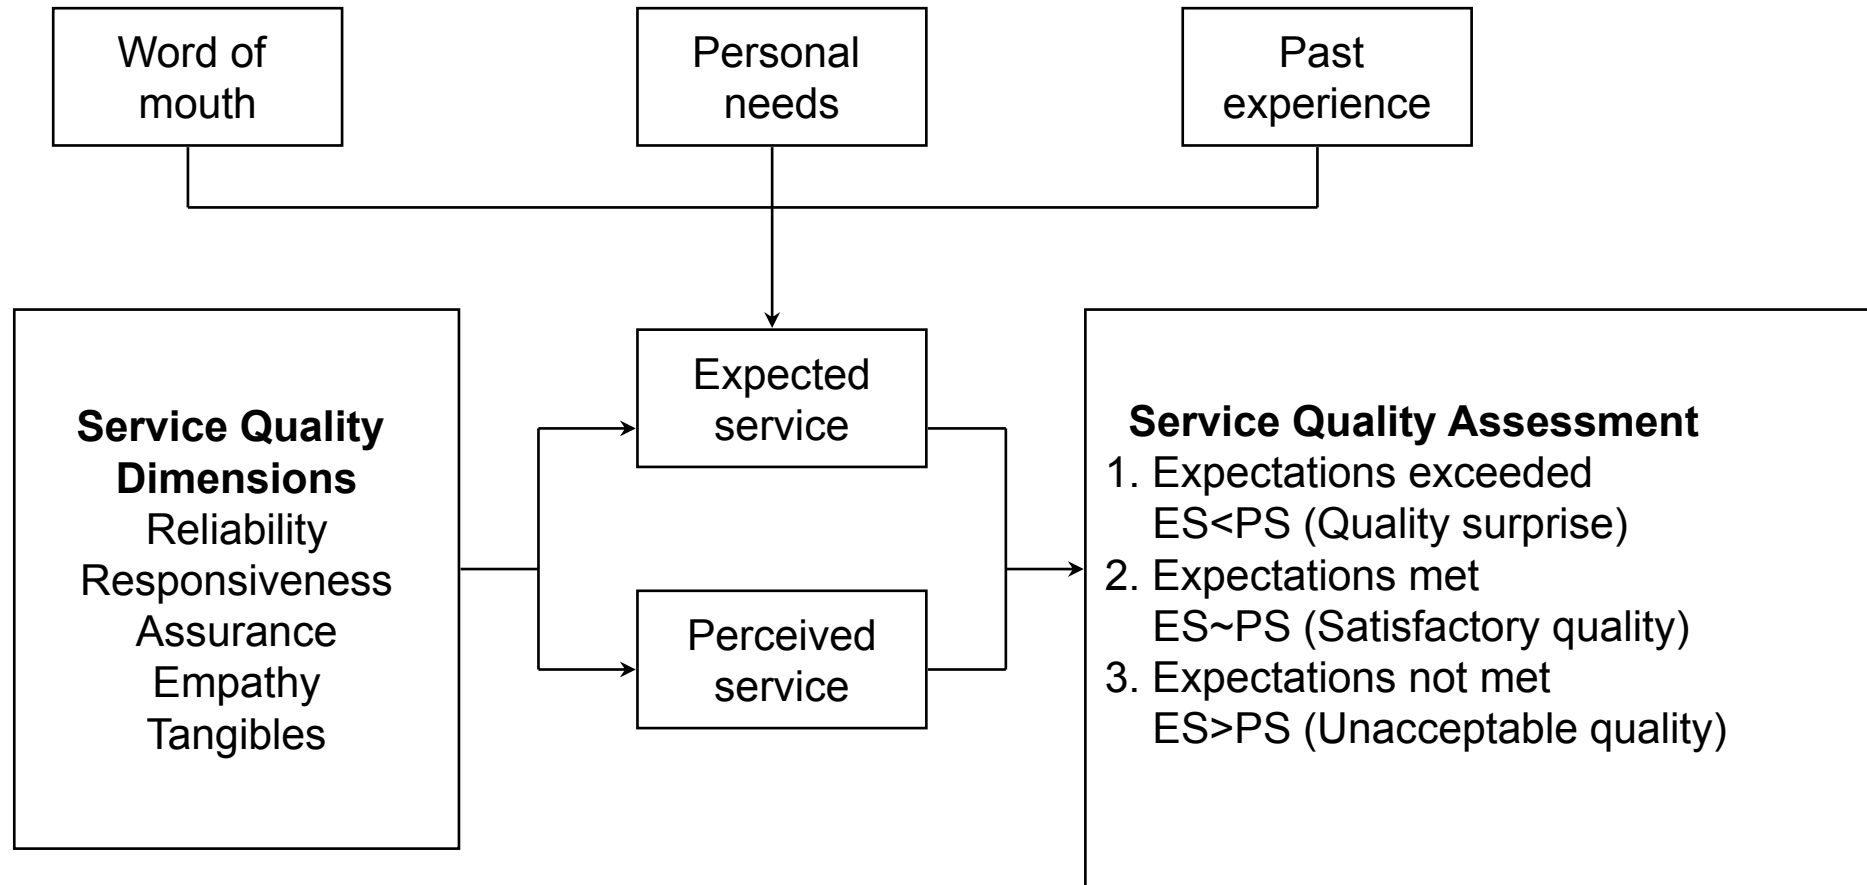 Word of
mouth
Personal
needs
Past
experience
Service Quality
Dimensions
Reliability
Responsiveness
Assurance
Empathy
Tangibles
Expected
service
Perceived
service
Service Quality Assessment
1. Expectations exceeded
ES<PS (Quality surprise)
2. Expectations met
ES~PS (Satisfactory quality)
3. Expectations not met
ES>PS (Unacceptable quality)